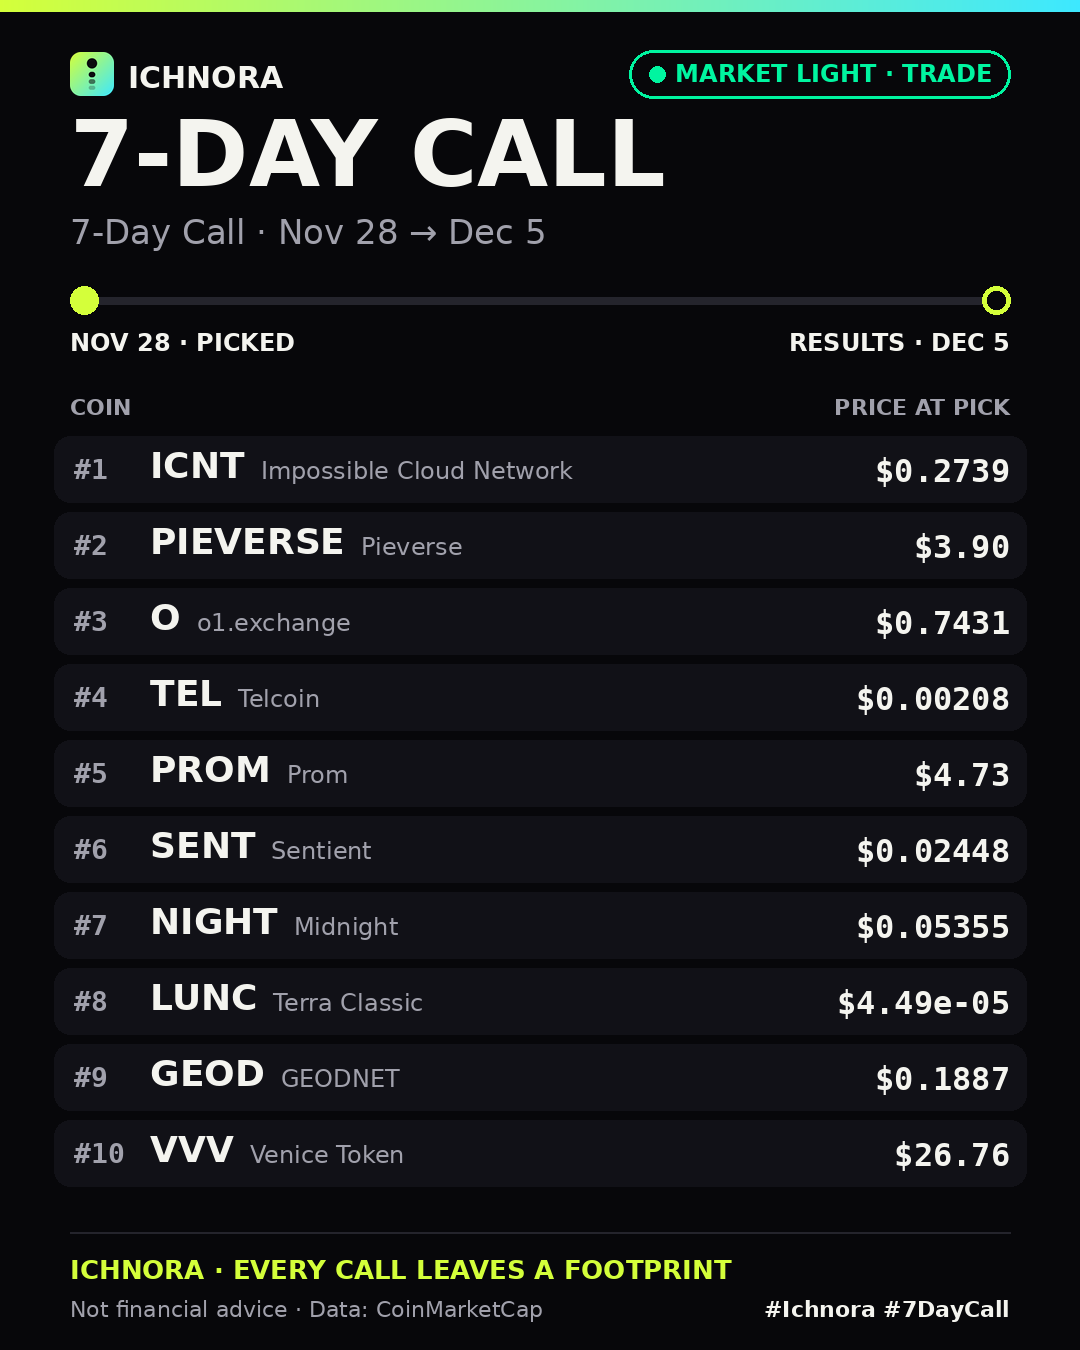 ICHNORA
MARKET LIGHT · TRADE
7-DAY CALL
7-Day Call · Nov 28 → Dec 5
NOV 28 · PICKED
RESULTS · DEC 5
COIN PRICE AT PICK
#1 ICNT Impossible Cloud Network $0.2739
#2 PIEVERSE Pieverse $3.90
#3 O o1.exchange $0.7431
#4 TEL Telcoin $0.00208
#5 PROM Prom $4.73
#6 SENT Sentient $0.02448
#7 NIGHT Midnight $0.05355
#8 LUNC Terra Classic $4.49e-05
#9 GEOD GEODNET $0.1887
#10 VVV Venice Token $26.76
ICHNORA · EVERY CALL LEAVES A FOOTPRINT
Not financial advice · Data: CoinMarketCap
#Ichnora #7DayCall